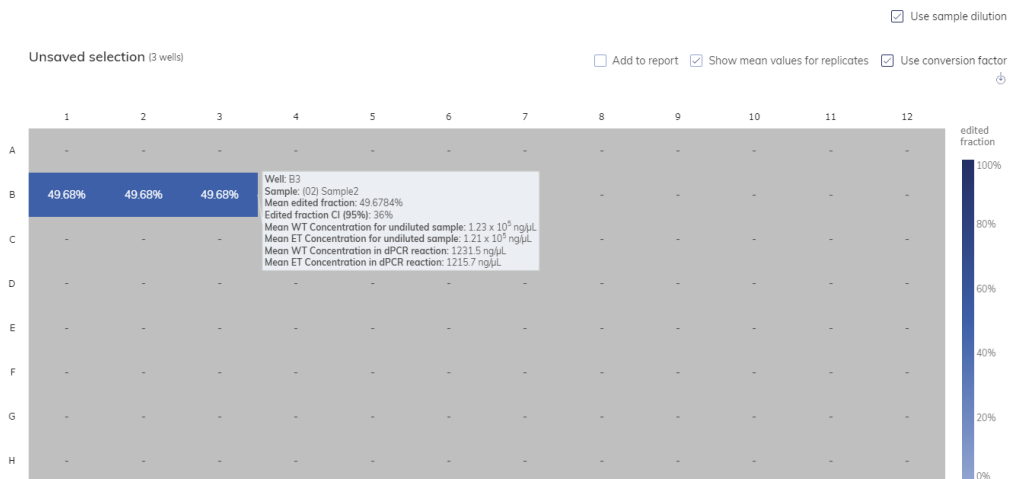 Use sample dilution
Unsaved selection (3 wells)
Add to report Show mean values for replicates Use conversion factor
1 2 3 4 5 6 7 8 9 10 11 12
edited
fraction
A - - - - - - - - - - - -
100%
B 49.68% 49.68% 49.68% - - - - -
Well: B3
Sample: (02) Sample2
Mean edited fraction: 49.6784%
Edited fraction CI (95%): 36%
Mean WT Concentration for undiluted sample: 1.23 x 10⁵ ng/µL
Mean ET Concentration for undiluted sample: 1.21 x 10⁵ ng/µL
Mean WT Concentration in dPCR reaction: 1231.5 ng/µL
Mean ET Concentration in dPCR reaction: 1215.7 ng/µL
80%
C - - - - - - - -
D - - - - - - - - - - - -
60%
E - - - - - - - - - - - -
40%
F - - - - - - - - - - - -
G - - - - - - - - - - - -
20%
H - - - - - - - - - - - -
0%